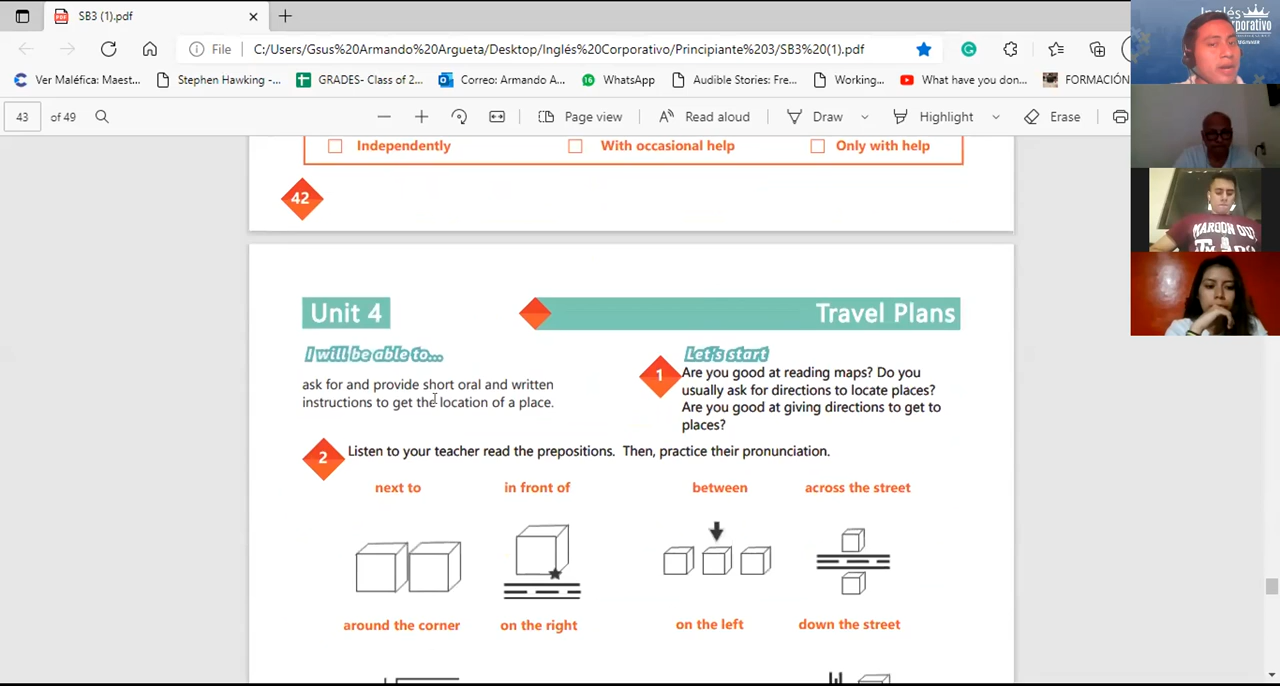 SB3 (1).pdf
File C:/Users/Gsus%20Armando%20Argueta/Desktop/Inglés%20Corporativo/Principiante%203/SB3%20(1).pdf
Ver Maléfica: Maest... Stephen Hawking -... GRADES- Class of 2... Correo: Armando A... WhatsApp Audible Stories: Fre... Working... What have you don... FORMACIÓN
43 of 49 Page view Read aloud Draw Highlight Erase
Independently With occasional help Only with help
42
Unit 4 Travel Plans
I will be able to...
ask for and provide short oral and written
instructions to get the location of a place.
Let's start
1
Are you good at reading maps? Do you
usually ask for directions to locate places?
Are you good at giving directions to get to
places?
2 Listen to your teacher read the prepositions. Then, practice their pronunciation.
next to in front of between across the street
around the corner on the right on the left down the street
Inglés
MAROON OUT